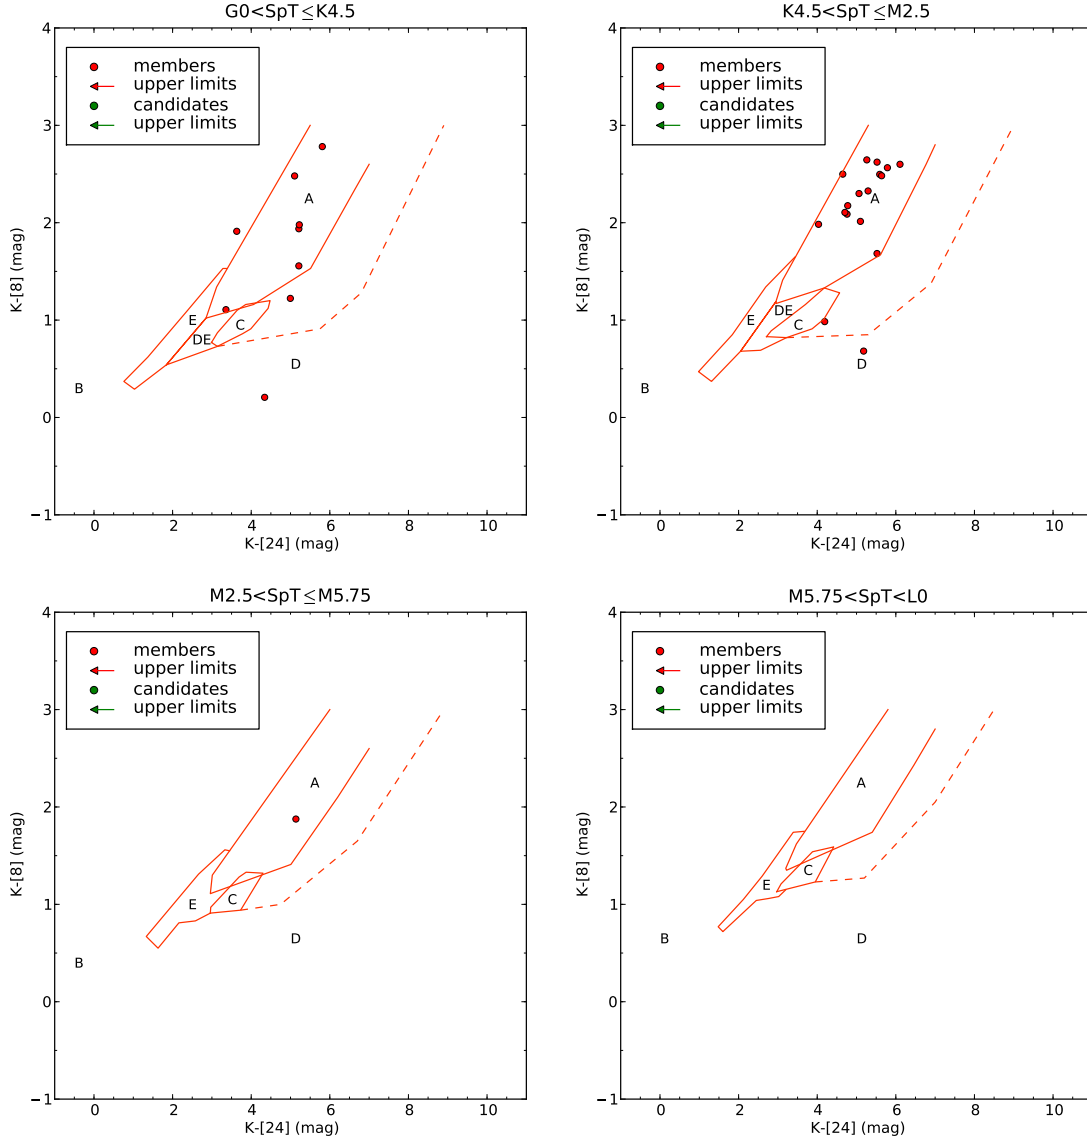 G0<SpT≤K4.5
4
3
2
1
0
−1
K-[8] (mag)
members
upper limits
candidates
upper limits
A
E
DE
C
B
D
0 2 4 6 8 10
K-[24] (mag)
K4.5<SpT≤M2.5
4
3
2
1
0
−1
K-[8] (mag)
members
upper limits
candidates
upper limits
A
DE
E
C
B
D
0 2 4 6 8 10
K-[24] (mag)
M2.5<SpT≤M5.75
4
3
2
1
0
−1
K-[8] (mag)
members
upper limits
candidates
upper limits
A
E
C
D
B
0 2 4 6 8 10
K-[24] (mag)
M5.75<SpT<L0
4
3
2
1
0
−1
K-[8] (mag)
members
upper limits
candidates
upper limits
A
C
E
B
D
0 2 4 6 8 10
K-[24] (mag)